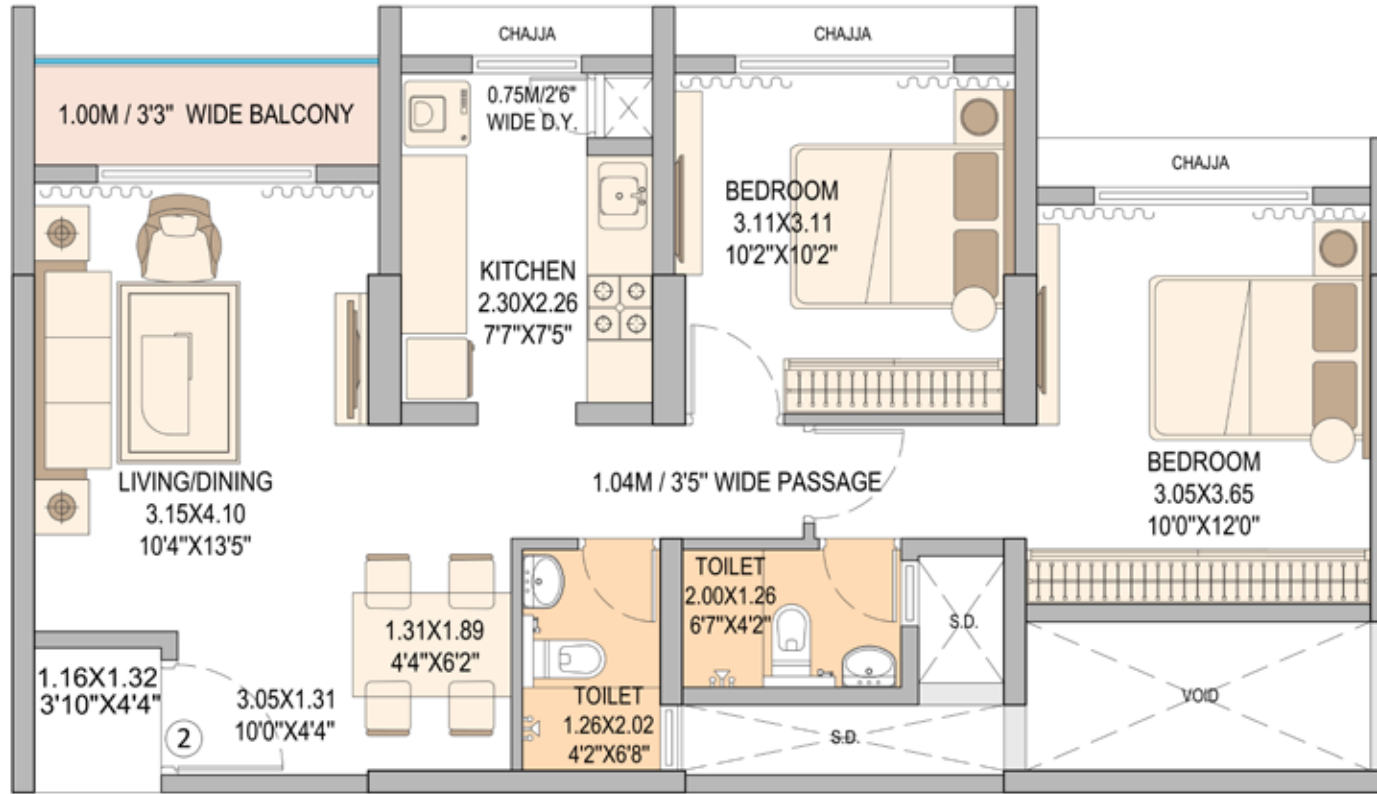 CHAJJA
CHAJJA
0.75M/2'6"
WIDE D.Y.
1.00M / 3'3" WIDE BALCONY
CHAJJA
BEDROOM
3.11X3.11
10'2"X10'2"
KITCHEN
2.30X2.26
7'7"X7'5"
LIVING/DINING
3.15X4.10
10'4"X13'5"
1.04M / 3'5" WIDE PASSAGE
BEDROOM
3.05X3.65
10'0"X12'0"
TOILET
2.00X1.26
6'7"X4'2"
S.D.
1.31X1.89
4'4"X6'2"
1.16X1.32
3'10"X4'4"
3.05X1.31
10'0"X4'4"
2
TOILET
1.26X2.02
4'2"X6'8"
S.D.
VOID